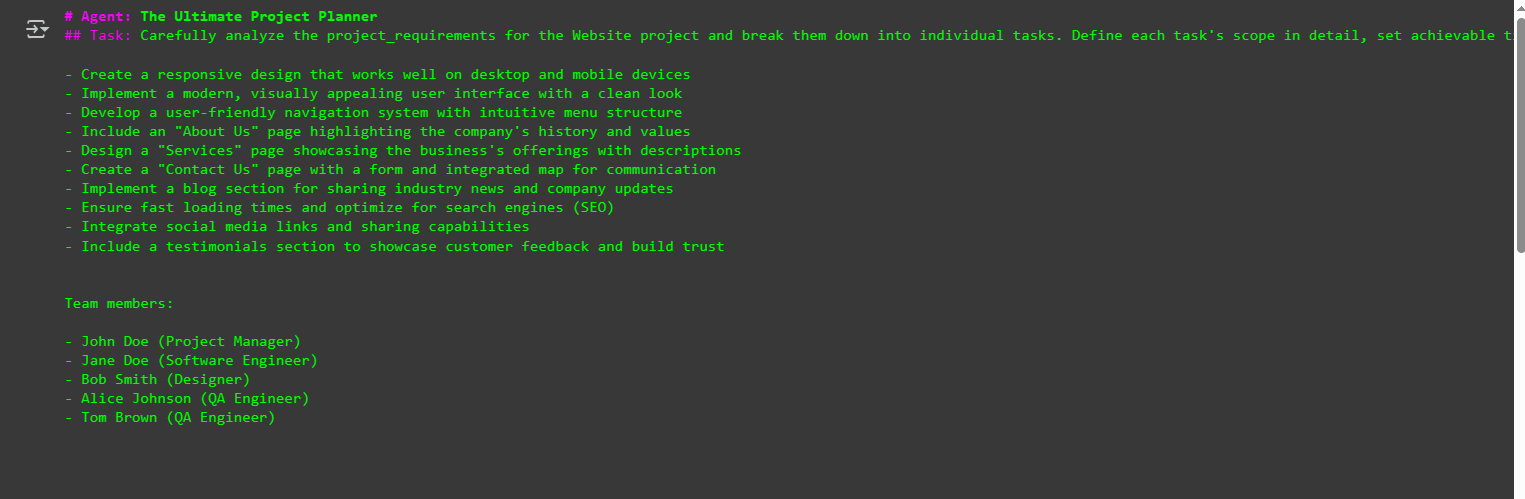 # Agent: The Ultimate Project Planner
## Task: Carefully analyze the project_requirements for the Website project and break them down into individual tasks. Define each task's scope in detail, set achievable
- Create a responsive design that works well on desktop and mobile devices
- Implement a modern, visually appealing user interface with a clean look
- Develop a user-friendly navigation system with intuitive menu structure
- Include an "About Us" page highlighting the company's history and values
- Design a "Services" page showcasing the business's offerings with descriptions
- Create a "Contact Us" page with a form and integrated map for communication
- Implement a blog section for sharing industry news and company updates
- Ensure fast loading times and optimize for search engines (SEO)
- Integrate social media links and sharing capabilities
- Include a testimonials section to showcase customer feedback and build trust
Team members:
- John Doe (Project Manager)
- Jane Doe (Software Engineer)
- Bob Smith (Designer)
- Alice Johnson (QA Engineer)
- Tom Brown (QA Engineer)